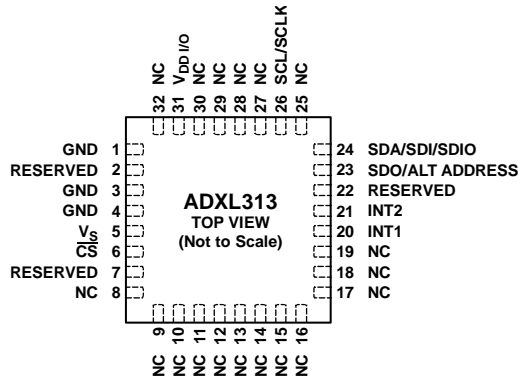 32 NC
31 VDD I/O
30 NC
29 NC
28 NC
27 NC
26 SCL/SCLK
25 NC
GND 1
RESERVED 2
GND 3
GND 4
VS 5
CS 6
RESERVED 7
NC 8
ADXL313
TOP VIEW
(Not to Scale)
24 SDA/SDI/SDIO
23 SDO/ALT ADDRESS
22 RESERVED
21 INT2
20 INT1
19 NC
18 NC
17 NC
NC 9
NC 10
NC 11
NC 12
NC 13
NC 14
NC 15
NC 16